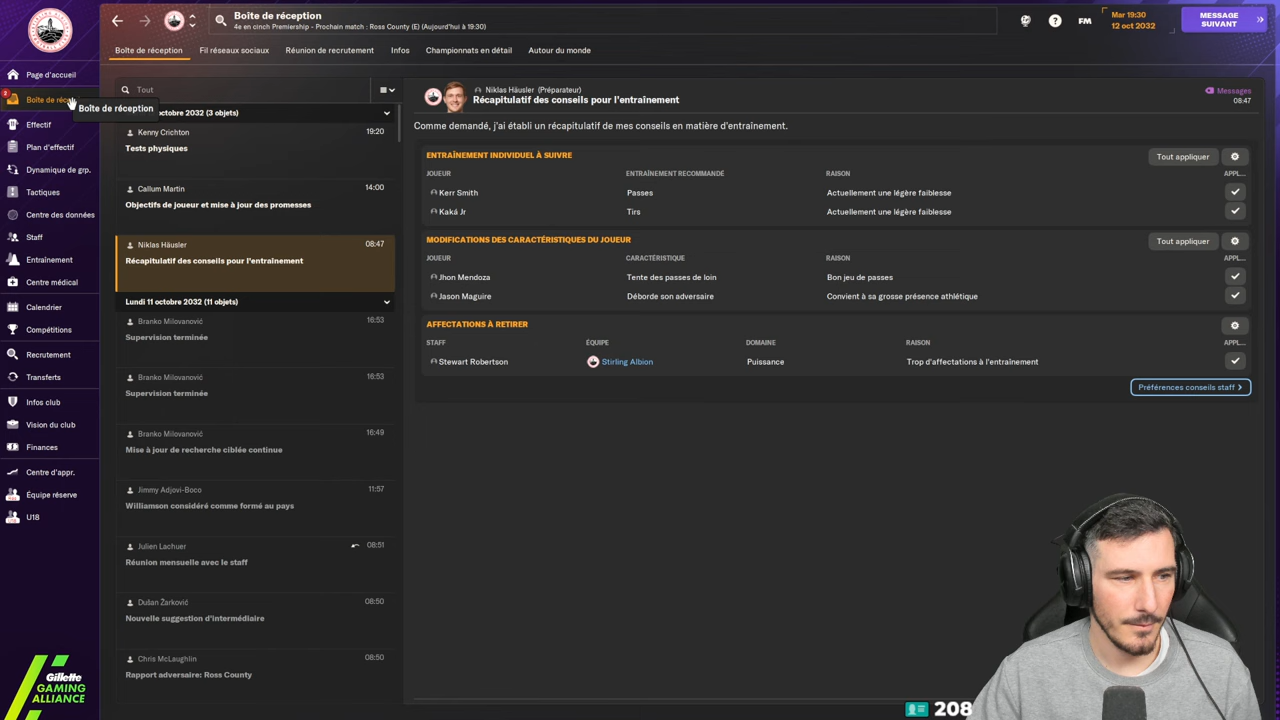 Boîte de réception
4e en cinch Premiership - Prochain match : Ross County (E) (Aujourd'hui à 19:30)
FM
Mar 19:30
12 oct 2032
MESSAGE SUIVANT
Boîte de réception
Fil réseaux sociaux
Réunion de recrutement
Infos
Championnats en détail
Autour du monde
Page d'accueil
3
Boîte de récep
Boîte de réception
Effectif
Plan d'effectif
Dynamique de grp.
Tactiques
Centre des données
Staff
Entraînement
Centre médical
Calendrier
Compétitions
Recrutement
Transferts
Infos club
Vision du club
Finances
Centre d'appr.
Équipe réserve
U18
Gillette
GAMING
ALLIANCE
Tout
octobre 2032 (3 objets)
Kenny Crichton 19:20
Tests physiques
Callum Martin 14:00
Objectifs de joueur et mise à jour des promesses
Niklas Häusler 08:47
Récapitulatif des conseils pour l'entraînement
Lundi 11 octobre 2032 (11 objets)
Branko Milovanović 16:53
Supervision terminée
Branko Milovanović 16:53
Supervision terminée
Branko Milovanović 16:49
Mise à jour de recherche ciblée continue
Jimmy Adjovi-Boco 11:57
Williamson considéré comme formé au pays
Julien Lachuer 08:51
Réunion mensuelle avec le staff
Dušan Žarković 08:50
Nouvelle suggestion d'intermédiaire
Chris McLaughlin 08:50
Rapport adversaire: Ross County
Niklas Häusler (Préparateur)
Récapitulatif des conseils pour l'entraînement
Messages
08:47
Comme demandé, j'ai établi un récapitulatif de mes conseils en matière d'entraînement.
ENTRAÎNEMENT INDIVIDUEL À SUIVRE Tout appliquer
JOUEUR ENTRAÎNEMENT RECOMMANDÉ RAISON APPL...
Kerr Smith Passes Actuellement une légère faiblesse
Kaká Jr Tirs Actuellement une légère faiblesse
MODIFICATIONS DES CARACTÉRISTIQUES DU JOUEUR Tout appliquer
JOUEUR CARACTÉRISTIQUE RAISON APPL...
Jhon Mendoza Tente des passes de loin Bon jeu de passes
Jason Maguire Déborde son adversaire Convient à sa grosse présence athlétique
AFFECTATIONS À RETIRER
STAFF ÉQUIPE DOMAINE RAISON APPL...
Stewart Robertson Stirling Albion Puissance Trop d'affectations à l'entraînement
Préférences conseils staff
208